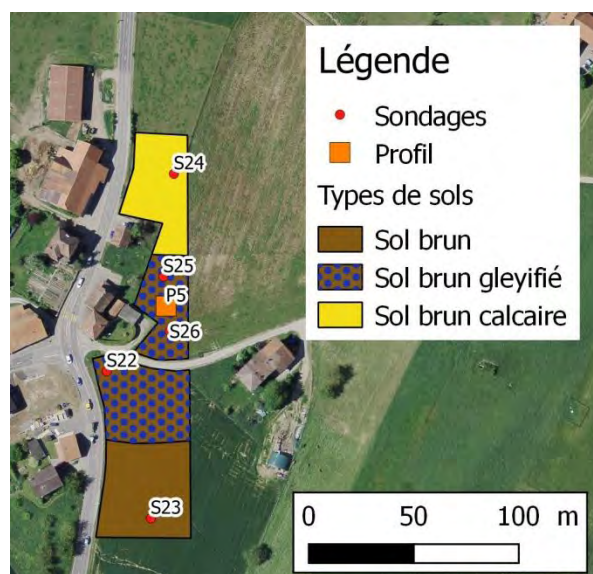 Légende
Sondages
Profil
Types de sols
Sol brun
Sol brun gleyifié
Sol brun calcaire
S24
S25
P5
S26
S22
S23
0 50 100 m